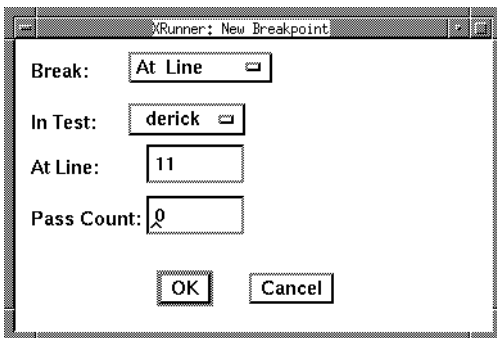 XRunner: New Breakpoint
Break: At Line
In Test: derick
At Line: 11
Pass Count: 0
OK Cancel